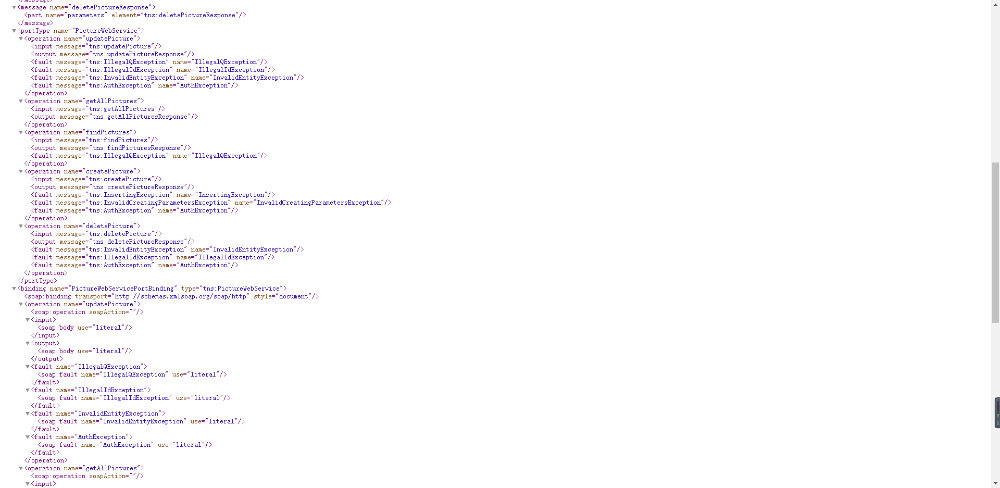 </message>
▼<message name="deletePictureResponse">
<part name="parameters" element="tns:deletePictureResponse"/>
</message>
▼<portType name="PictureWebService">
▼<operation name="updatePicture">
<input message="tns:updatePicture"/>
<output message="tns:updatePictureResponse"/>
<fault message="tns:IllegalQException" name="IllegalQException"/>
<fault message="tns:IllegalIdException" name="IllegalIdException"/>
<fault message="tns:InvalidEntityException" name="InvalidEntityException"/>
<fault message="tns:AuthException" name="AuthException"/>
</operation>
▼<operation name="getAllPictures">
<input message="tns:getAllPictures"/>
<output message="tns:getAllPicturesResponse"/>
</operation>
▼<operation name="findPictures">
<input message="tns:findPictures"/>
<output message="tns:findPicturesResponse"/>
<fault message="tns:IllegalQException" name="IllegalQException"/>
</operation>
▼<operation name="createPicture">
<input message="tns:createPicture"/>
<output message="tns:createPictureResponse"/>
<fault message="tns:InsertingException" name="InsertingException"/>
<fault message="tns:InvalidCreatingParametersException" name="InvalidCreatingParametersException"/>
<fault message="tns:AuthException" name="AuthException"/>
</operation>
▼<operation name="deletePicture">
<input message="tns:deletePicture"/>
<output message="tns:deletePictureResponse"/>
<fault message="tns:InvalidEntityException" name="InvalidEntityException"/>
<fault message="tns:IllegalIdException" name="IllegalIdException"/>
<fault message="tns:AuthException" name="AuthException"/>
</operation>
</portType>
▼<binding name="PictureWebServicePortBinding" type="tns:PictureWebService">
<soap:binding transport="http://schemas.xmlsoap.org/soap/http" style="document"/>
▼<operation name="updatePicture">
<soap:operation soapAction=""/>
▼<input>
<soap:body use="literal"/>
</input>
▼<output>
<soap:body use="literal"/>
</output>
▼<fault name="IllegalQException">
<soap:fault name="IllegalQException" use="literal"/>
</fault>
▼<fault name="IllegalIdException">
<soap:fault name="IllegalIdException" use="literal"/>
</fault>
▼<fault name="InvalidEntityException">
<soap:fault name="InvalidEntityException" use="literal"/>
</fault>
▼<fault name="AuthException">
<soap:fault name="AuthException" use="literal"/>
</fault>
</operation>
▼<operation name="getAllPictures">
<soap:operation soapAction=""/>
▼<input>